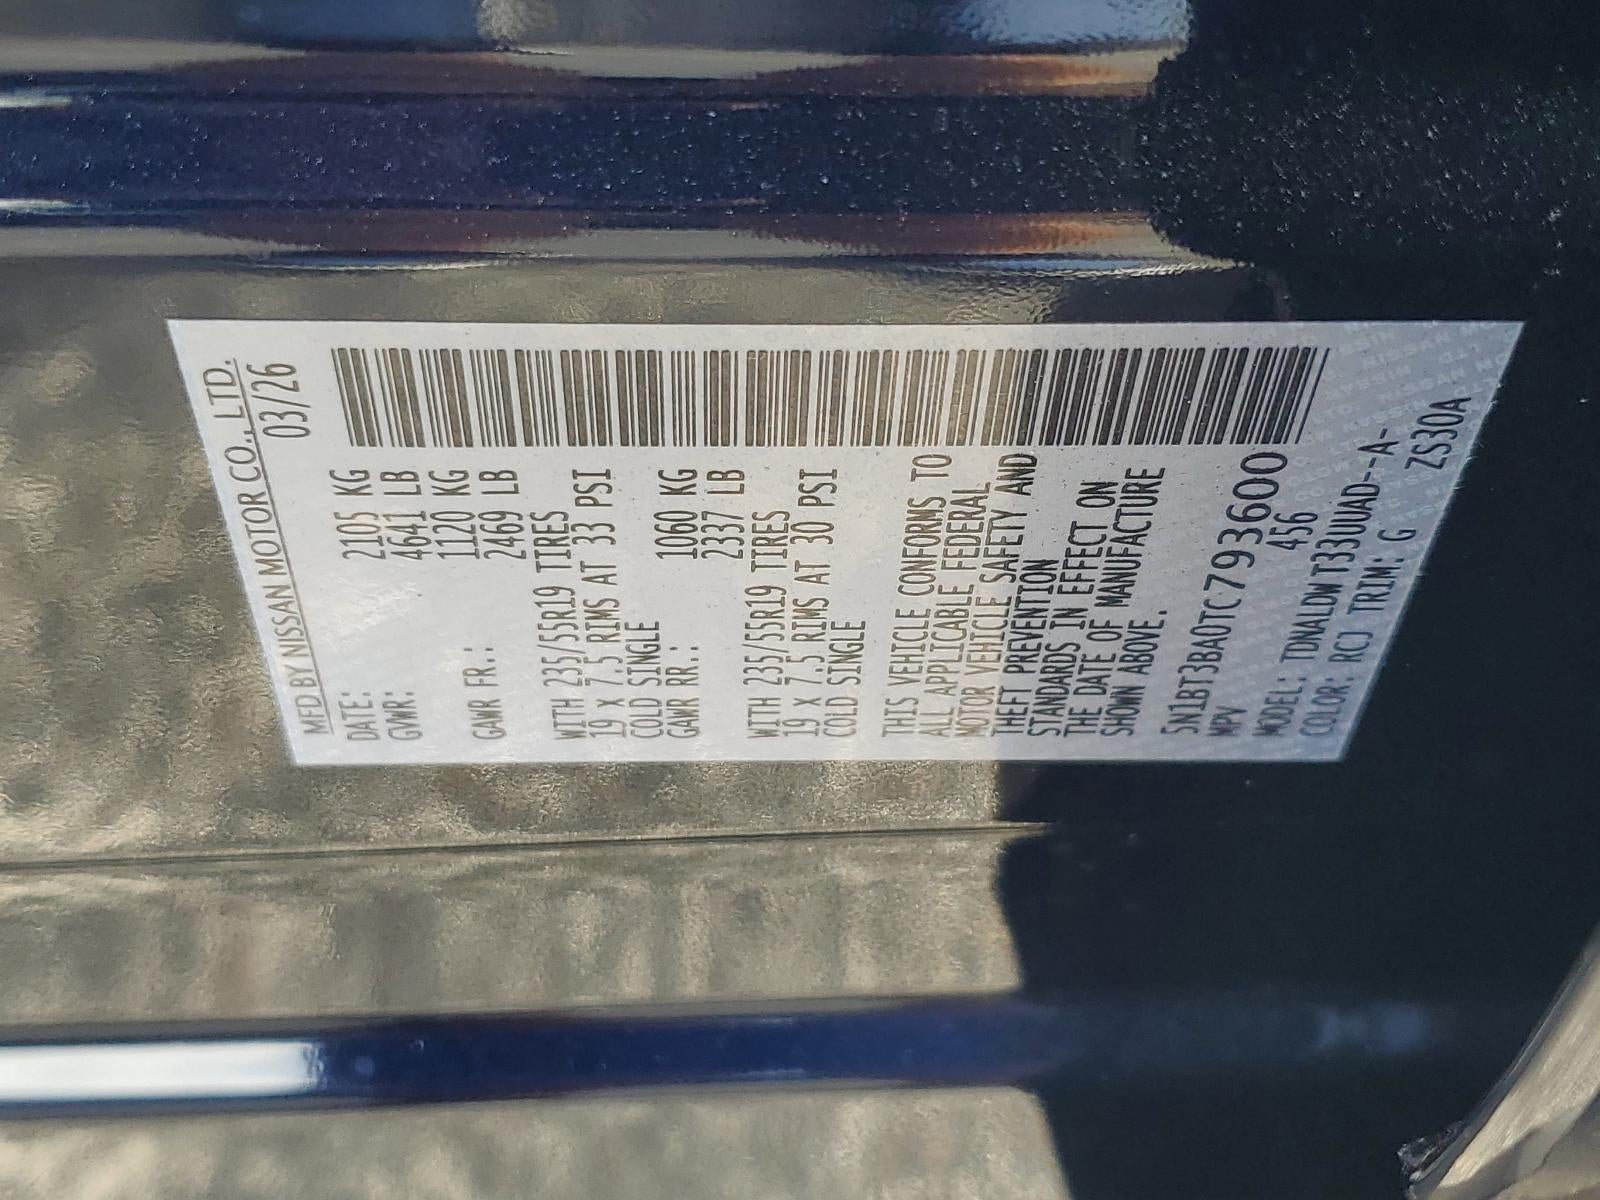 MFD BY NISSAN MOTOR CO., LTD.
DATE: 03/26
GVWR: 2105 KG
4641 LB
1120 KG
GAWR FR.: 2469 LB
WITH 235/55R19 TIRES
19 X 7.5 RIMS AT 33 PSI
COLD SINGLE
GAWR RR.: 1060 KG
2337 LB
WITH 235/55R19 TIRES
19 X 7.5 RIMS AT 30 PSI
COLD SINGLE
THIS VEHICLE CONFORMS TO
ALL APPLICABLE FEDERAL
MOTOR VEHICLE SAFETY AND
THEFT PREVENTION
STANDARDS IN EFFECT ON
THE DATE OF MANUFACTURE
SHOWN ABOVE.
5N1BT3BA0TC793600
MPV 456
MODEL: TDNALDW T33UUAD--A-
COLOR: RCJ TRIM: G ZS30A